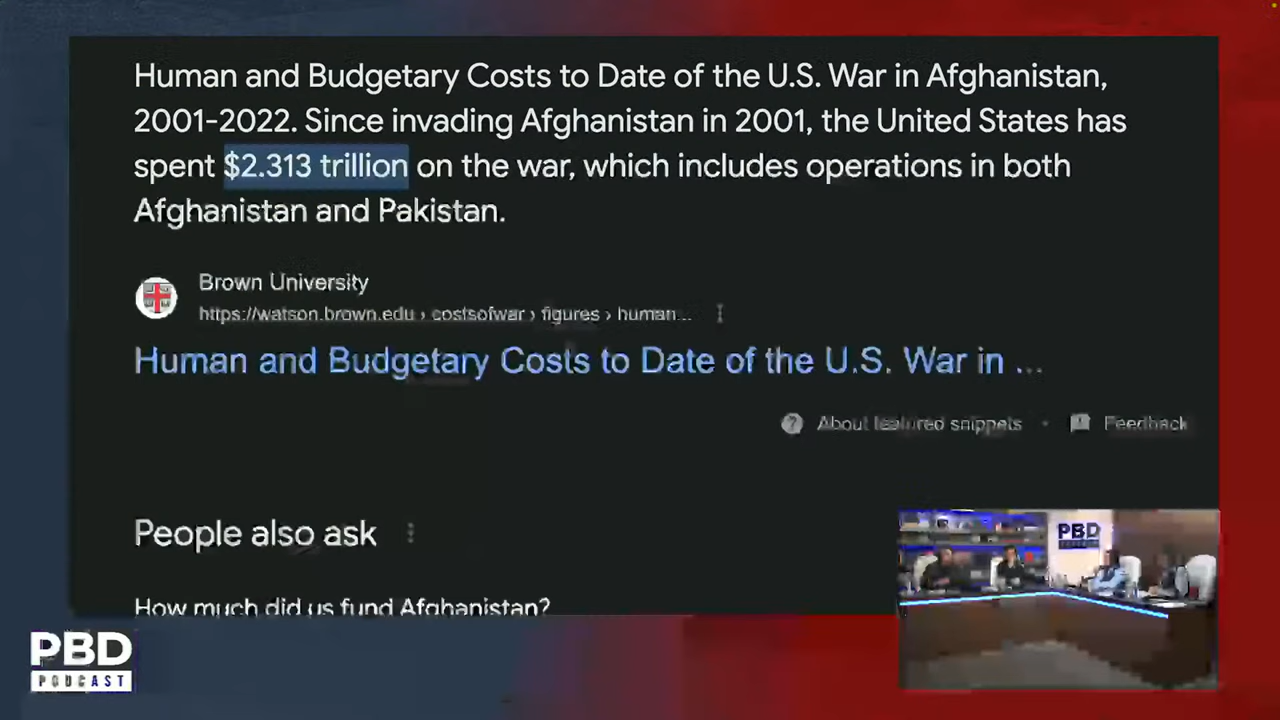 Human and Budgetary Costs to Date of the U.S. War in Afghanistan,
2001-2022. Since invading Afghanistan in 2001, the United States has
spent $2.313 trillion on the war, which includes operations in both
Afghanistan and Pakistan.
Brown University
https://watson.brown.edu › costsofwar › figures › human...
Human and Budgetary Costs to Date of the U.S. War in ...
About featured snippets • Feedback
People also ask
How much did us fund Afghanistan?
PBD
PBD
PODCAST